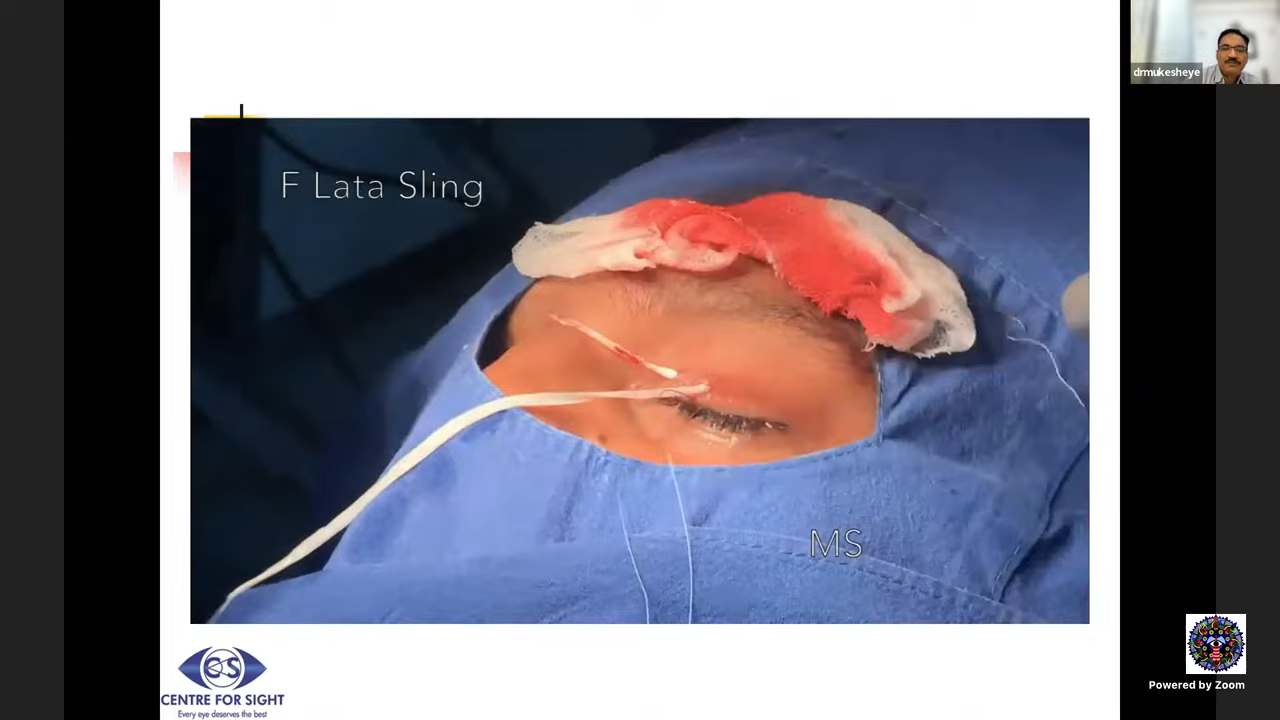 drmukesheye
F Lata Sling
MS
CENTRE FOR SIGHT
Every eye deserves the best
Powered by Zoom